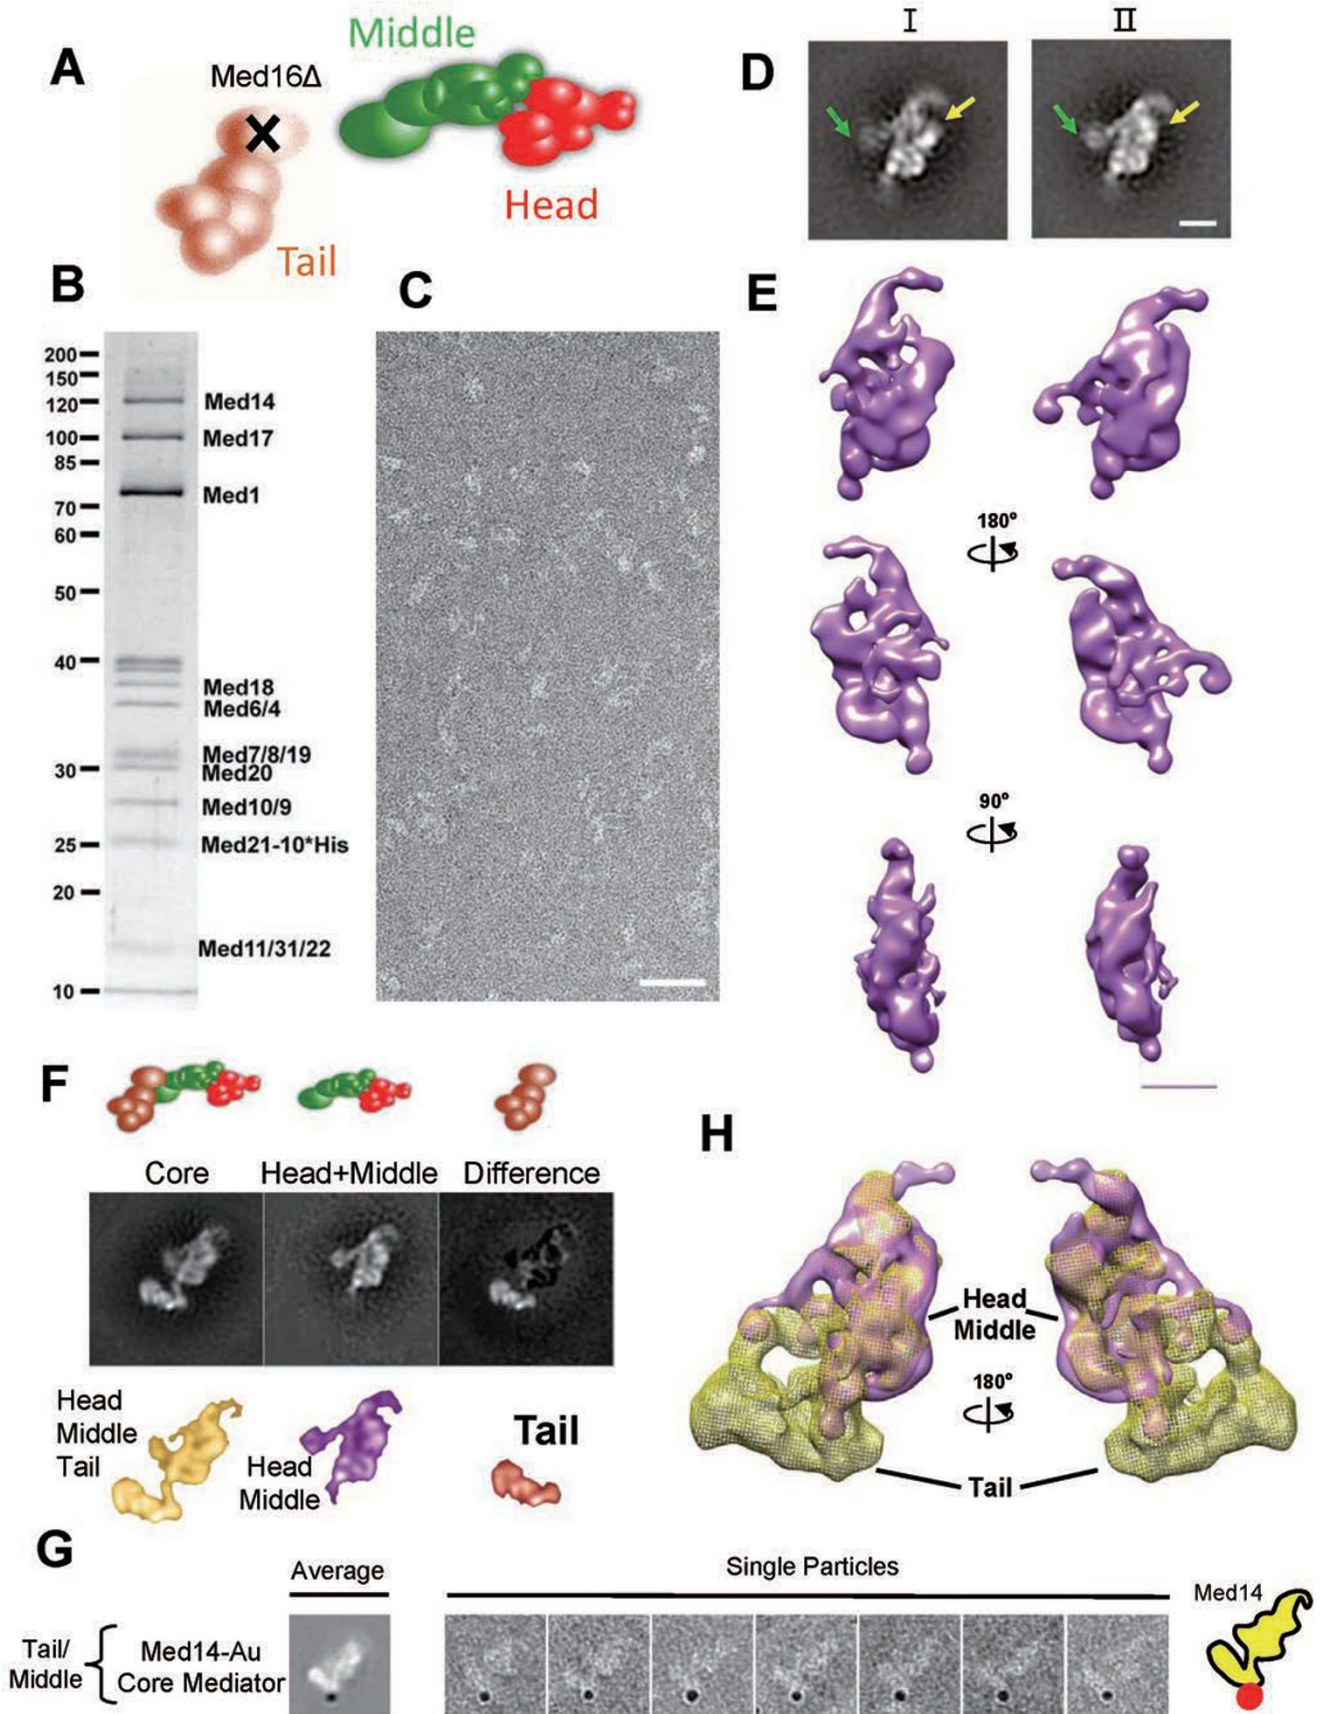 A
Middle
Med16Δ
Head
Tail
B
200
150
120
100
85
70
60
50
40
30
25
20
10
Med14
Med17
Med1
Med18
Med6/4
Med7/8/19
Med20
Med10/9
Med21-10*His
Med11/31/22
C
D
I
II
E
180°
90°
F
Core
Head+Middle
Difference
Head
Middle
Tail
Head
Middle
Tail
H
Head
Middle
180°
Tail
G
Average
Single Particles
Tail/
Middle
Med14-Au
Core Mediator
Med14